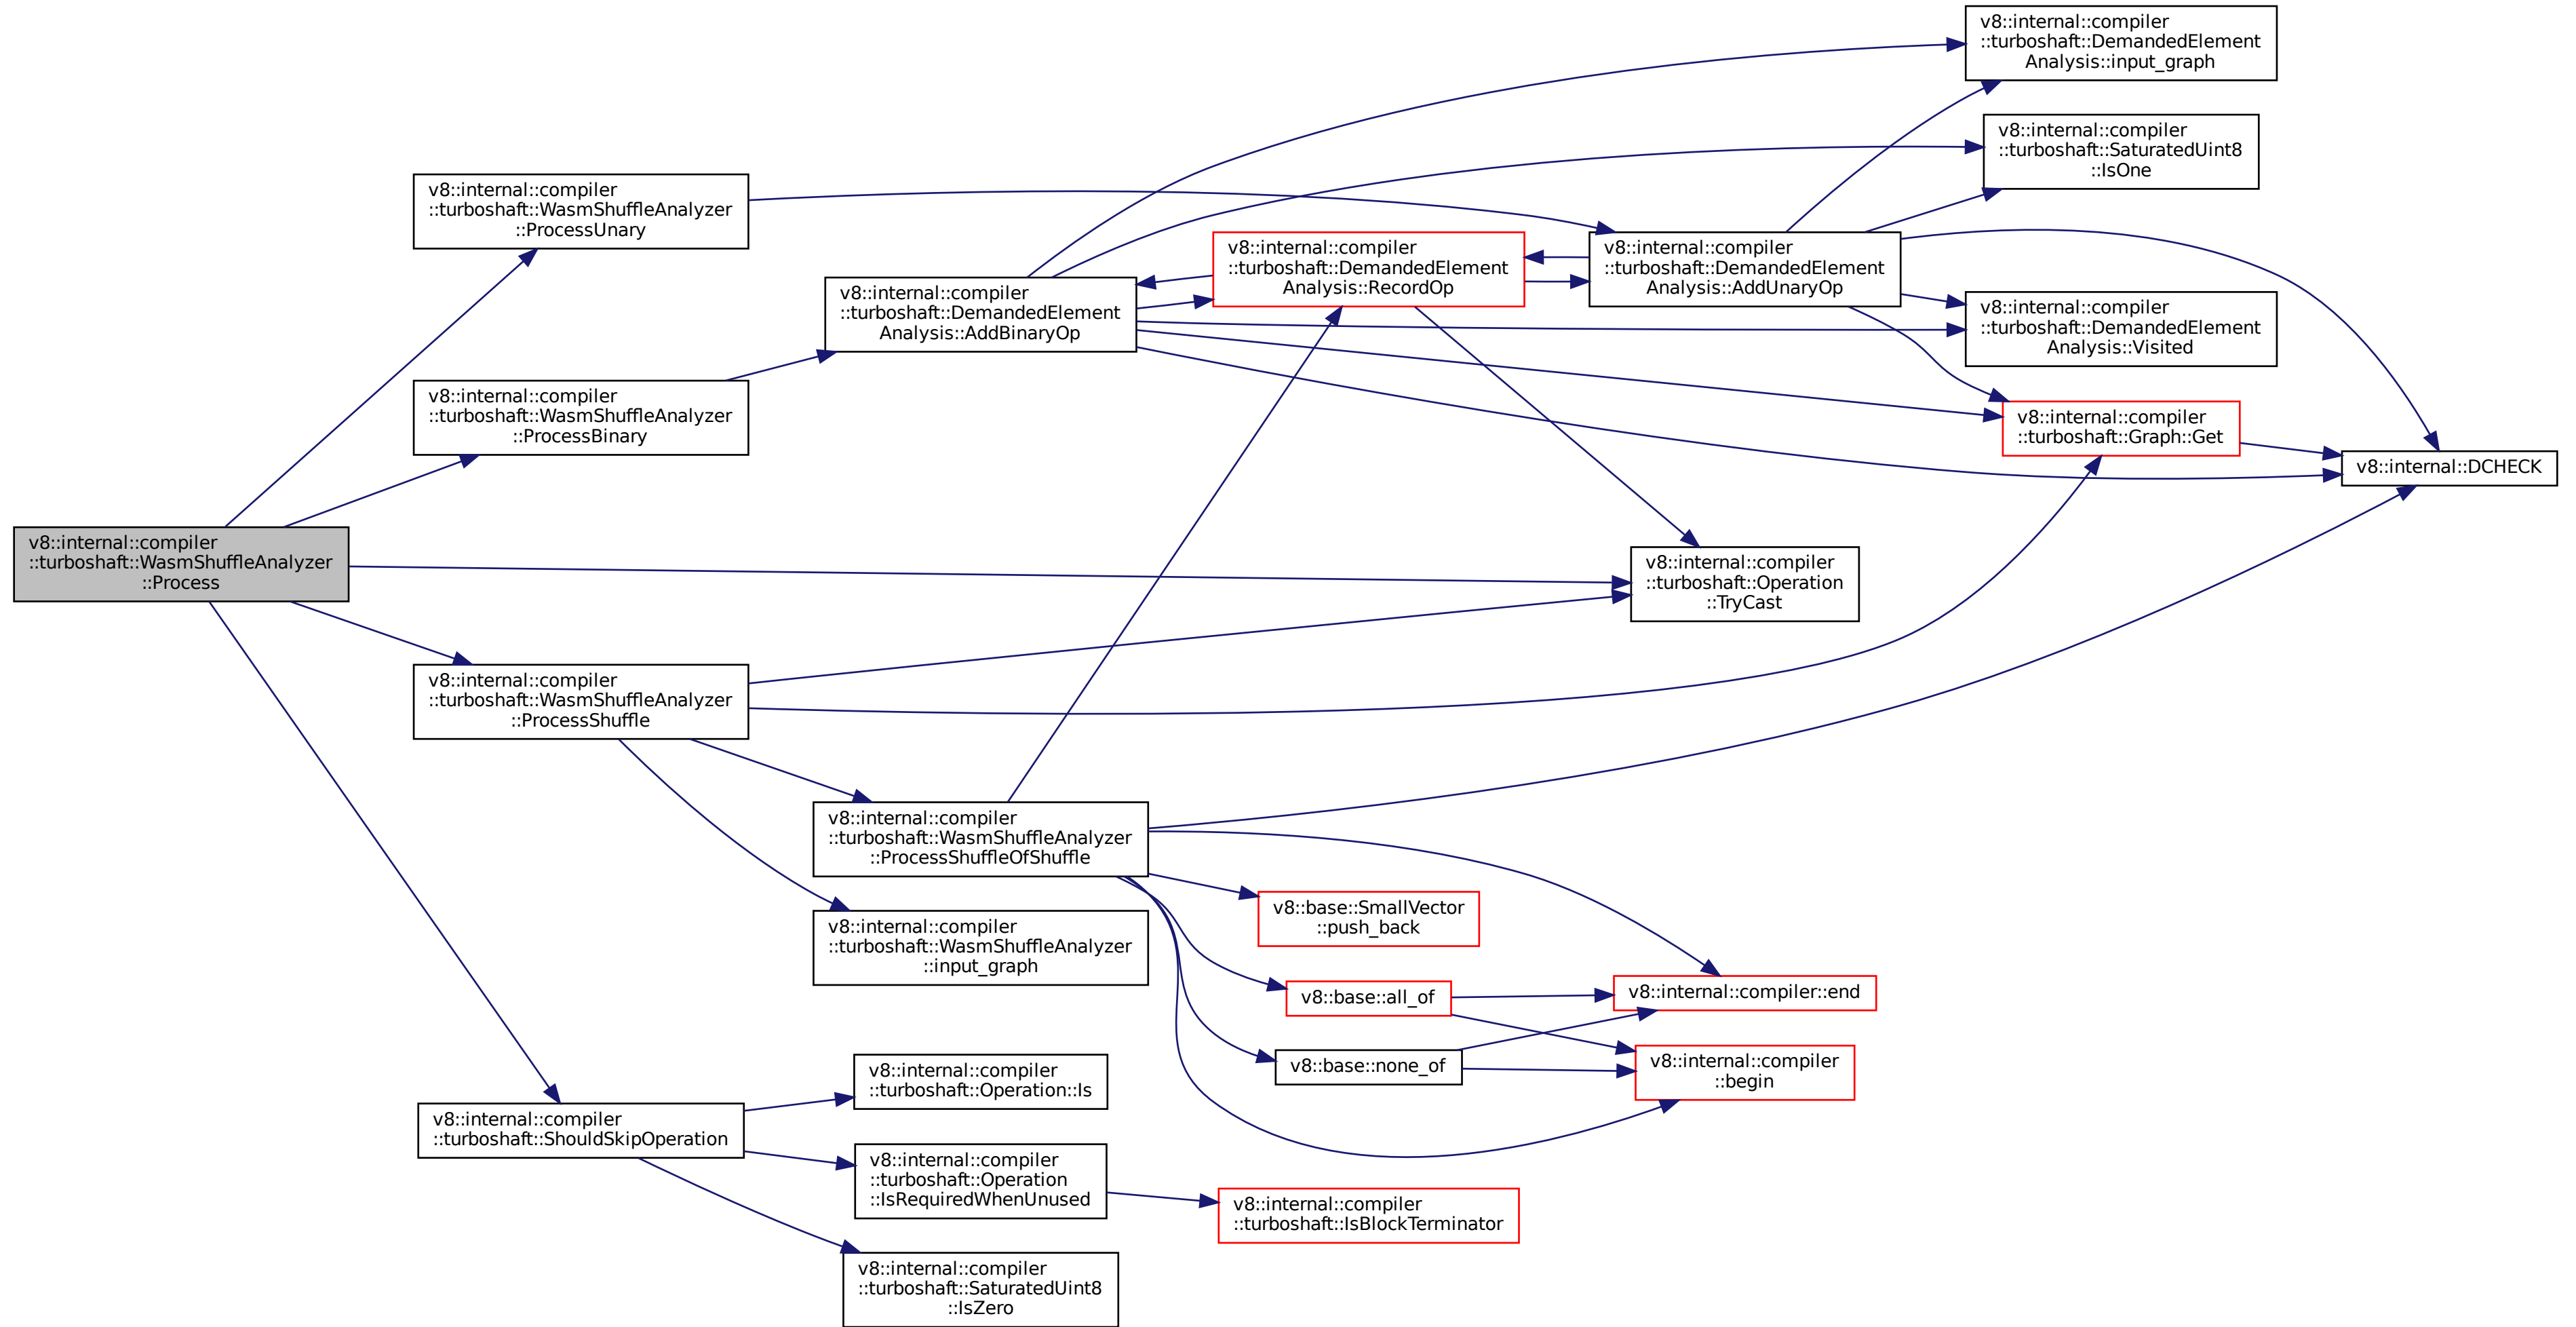 v8::internal::compiler
::turboshaft::WasmShuffleAnalyzer
::Process
v8::internal::compiler
::turboshaft::WasmShuffleAnalyzer
::ProcessUnary
v8::internal::compiler
::turboshaft::WasmShuffleAnalyzer
::ProcessBinary
v8::internal::compiler
::turboshaft::WasmShuffleAnalyzer
::ProcessShuffle
v8::internal::compiler
::turboshaft::ShouldSkipOperation
v8::internal::compiler
::turboshaft::DemandedElement
Analysis::AddBinaryOp
v8::internal::compiler
::turboshaft::WasmShuffleAnalyzer
::ProcessShuffleOfShuffle
v8::internal::compiler
::turboshaft::WasmShuffleAnalyzer
::input_graph
v8::internal::compiler
::turboshaft::Operation::Is
v8::internal::compiler
::turboshaft::Operation
::IsRequiredWhenUnused
v8::internal::compiler
::turboshaft::SaturatedUint8
::IsZero
v8::internal::compiler
::turboshaft::DemandedElement
Analysis::RecordOp
v8::base::SmallVector
::push_back
v8::base::all_of
v8::base::none_of
v8::internal::compiler
::turboshaft::IsBlockTerminator
v8::internal::compiler
::turboshaft::DemandedElement
Analysis::AddUnaryOp
v8::internal::compiler
::turboshaft::Operation
::TryCast
v8::internal::compiler::end
v8::internal::compiler
::begin
v8::internal::compiler
::turboshaft::DemandedElement
Analysis::input_graph
v8::internal::compiler
::turboshaft::SaturatedUint8
::IsOne
v8::internal::compiler
::turboshaft::DemandedElement
Analysis::Visited
v8::internal::compiler
::turboshaft::Graph::Get
v8::internal::DCHECK